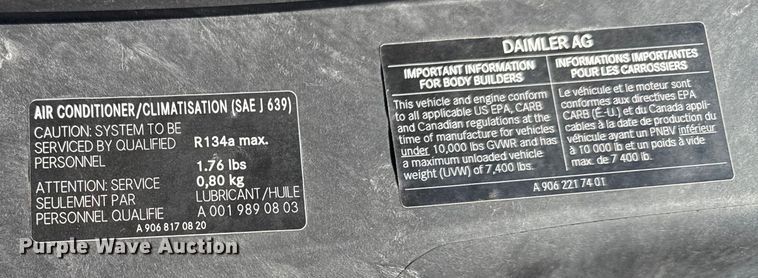 AIR CONDITIONER/CLIMATISATION (SAE J 639)
CAUTION: SYSTEM TO BE
SERVICED BY QUALIFIED
PERSONNEL
R134a max.
1.76 lbs
0,80 kg
ATTENTION: SERVICE
SEULEMENT PAR
PERSONNEL QUALIFIE
LUBRICANT/HUILE
A 001 989 08 03
A 906 817 08 20
DAIMLER AG
IMPORTANT INFORMATION
FOR BODY BUILDERS
This vehicle and engine conform
to all applicable US EPA, CARB
and Canadian regulations at the
time of manufacture for vehicles
under 10,000 lbs GVWR and has
a maximum unloaded vehicle
weight (UVW) of 7,400 lbs.
INFORMATIONS IMPORTANTES
POUR LES CARROSSIERS
Le véhicule et le moteur sont
conformes aux directives EPA
CARB (É.-U.) et du Canada appli-
cables à la date de production du
véhicule ayant un PNBV inférieur
à 10 000 lb et un poids à vide
max. de 7 400 lb.
A 906 221 74 01
Purple Wave Auction